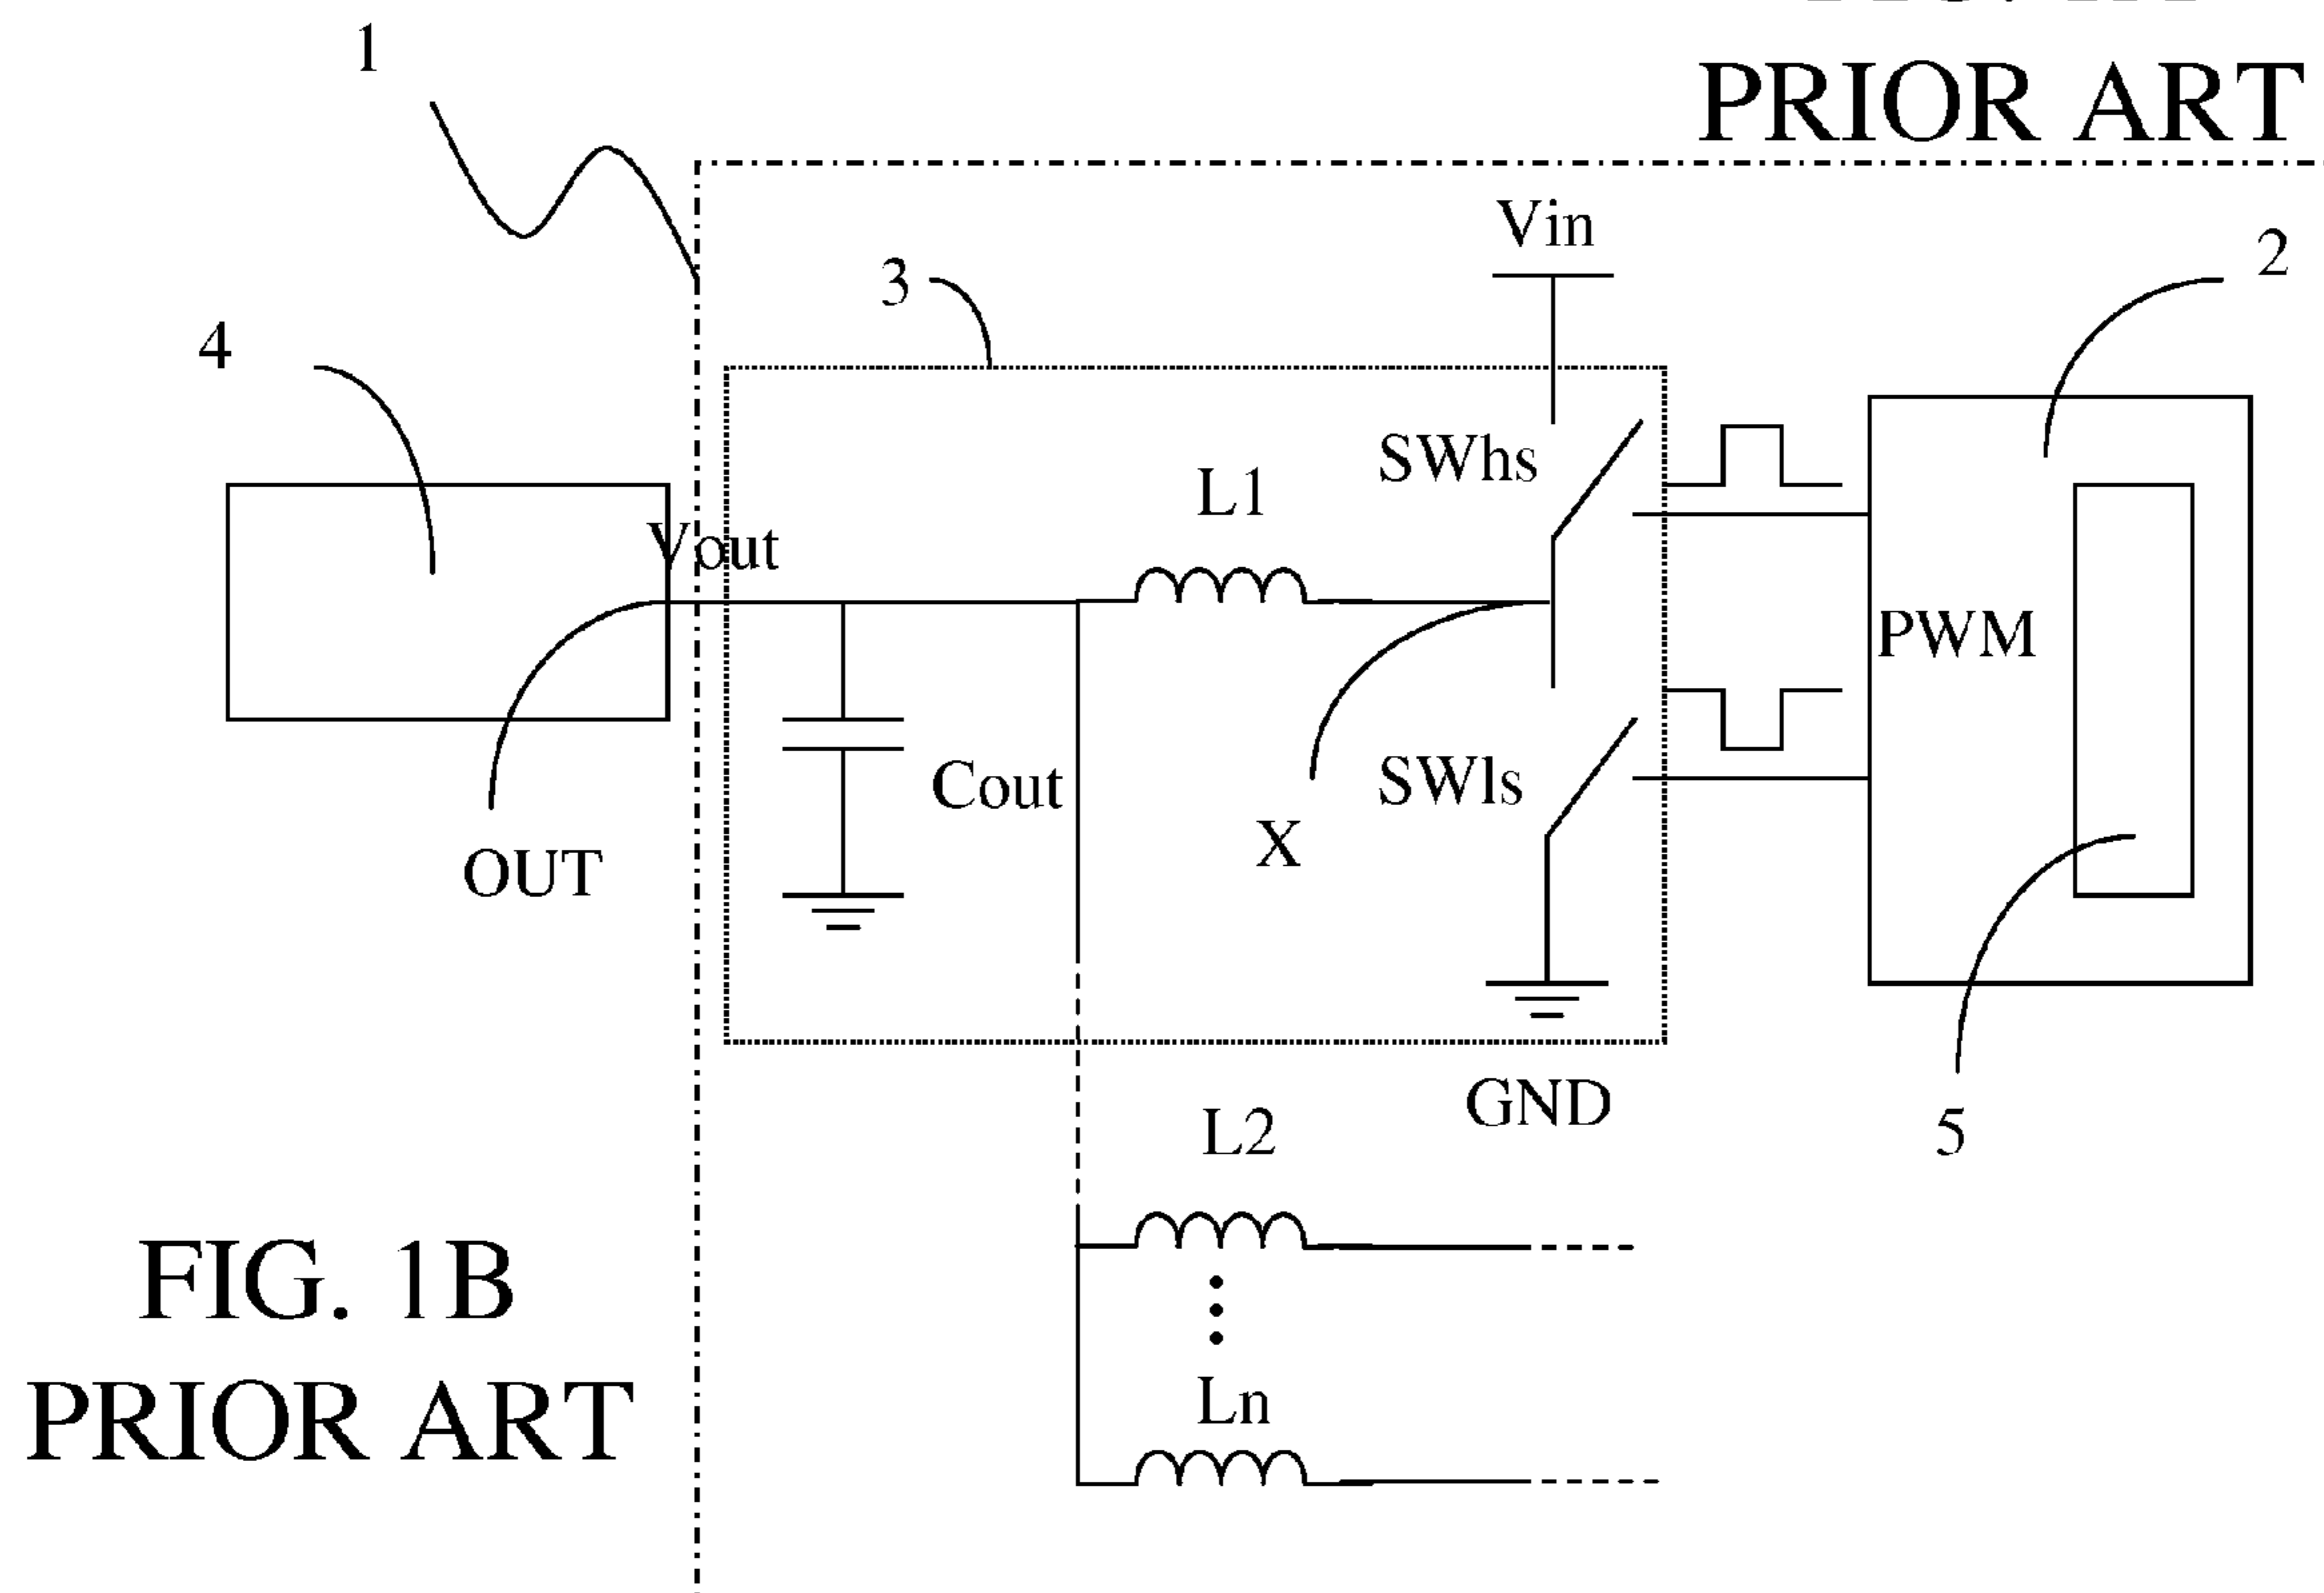 1
PRIOR ART
Vin
2
3
4
SWhs
L1
Vout
PWM
SWls
Cout
X
OUT
GND
L2
5
FIG. 1B
PRIOR ART
Ln